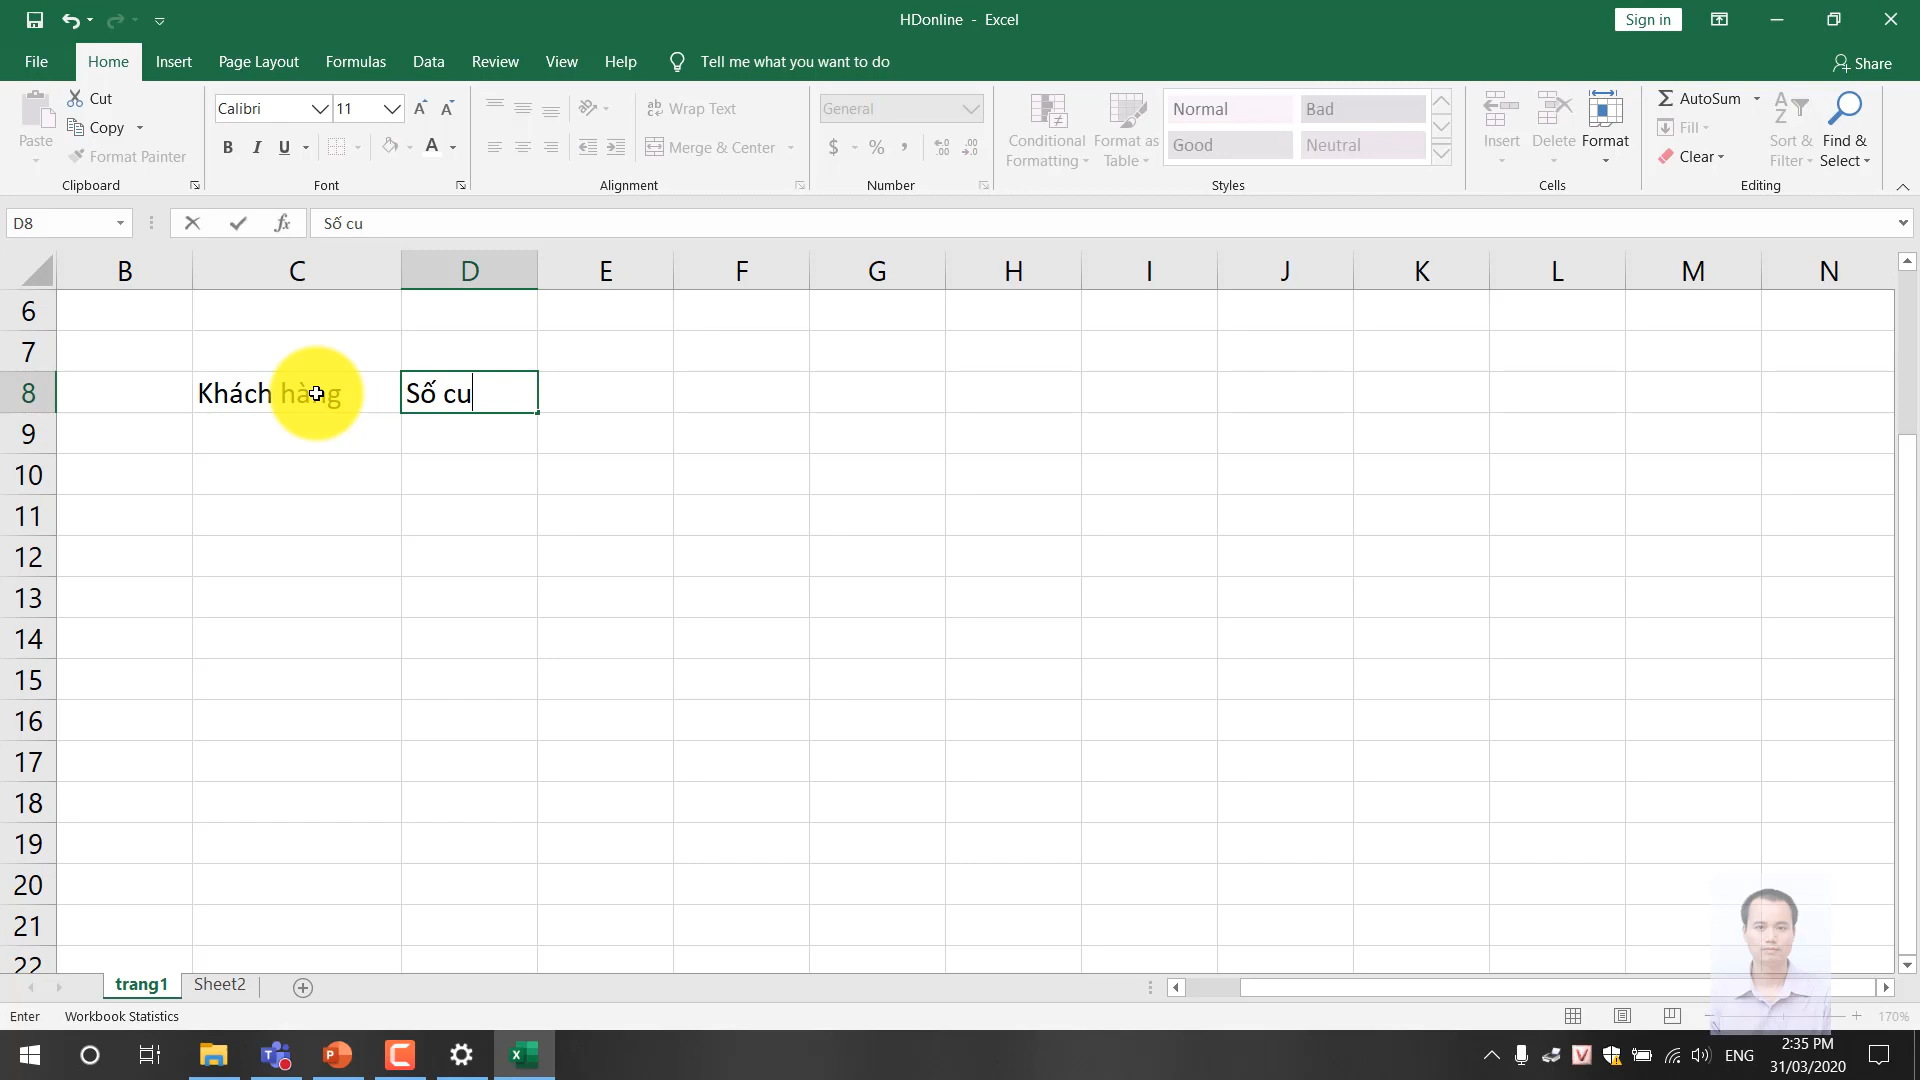 HDonline - Excel
Sign in
File
Home
Insert
Page Layout
Formulas
Data
Review
View
Help
Tell me what you want to do
Share
Paste
Cut
Copy
Format Painter
Clipboard
Calibri
11
B I U
A
Font
ab
Wrap Text
Merge & Center
Alignment
General
$ % ,
Number
Conditional Formatting
Format as Table
Normal
Bad
Good
Neutral
Styles
Insert
Delete
Format
Cells
AutoSum
Fill
Clear
Sort & Filter
Find & Select
Editing
D8
fx
Số cu
B C D E F G H I J K L M N
6
7
8 Khách hàng Số cu
9
10
11
12
13
14
15
16
17
18
19
20
21
22
trang1
Sheet2
Enter
Workbook Statistics
170%
ENG
2:35 PM
31/03/2020